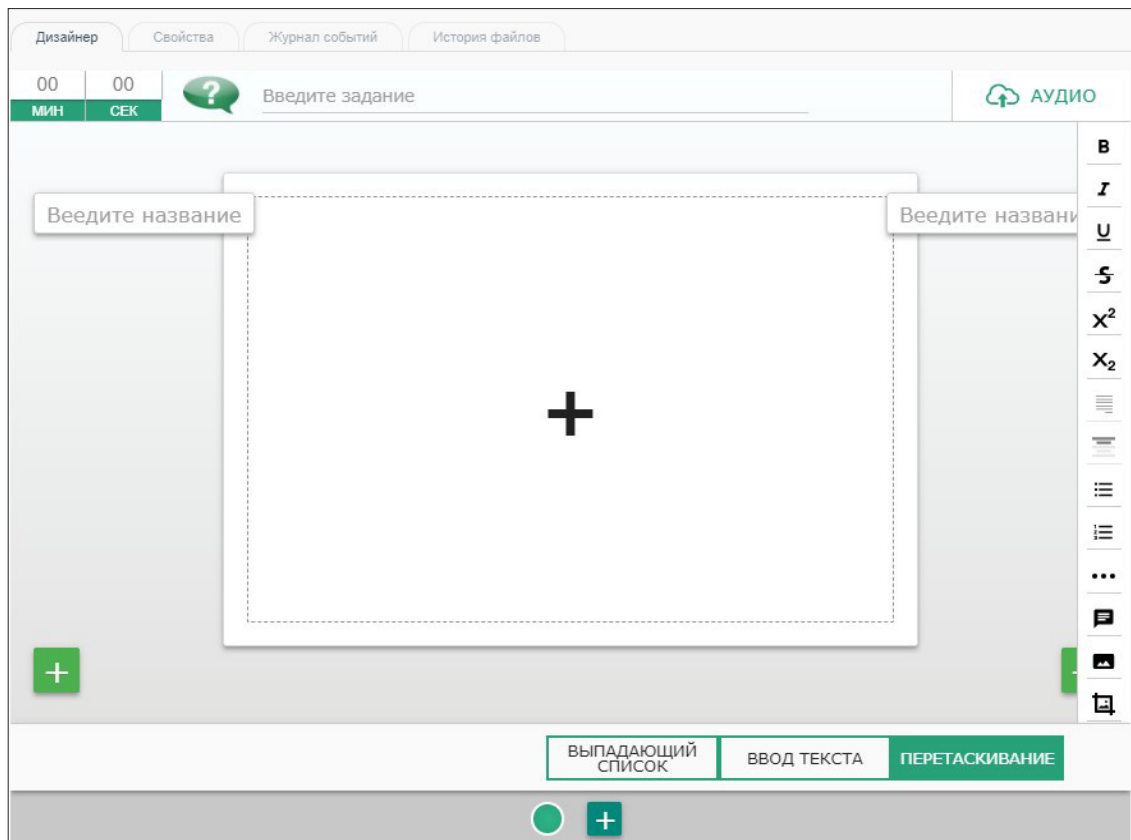 Дизайнер
Свойства
Журнал событий
История файлов
00 00
МИН СЕК
?
Введите задание
АУДИО
Веедите название
Веедите названи
B
I
U
S
X²
X₂
ВЫПАДАЮЩИЙ
СПИСОК
ВВОД ТЕКСТА
ПЕРЕТАСКИВАНИЕ